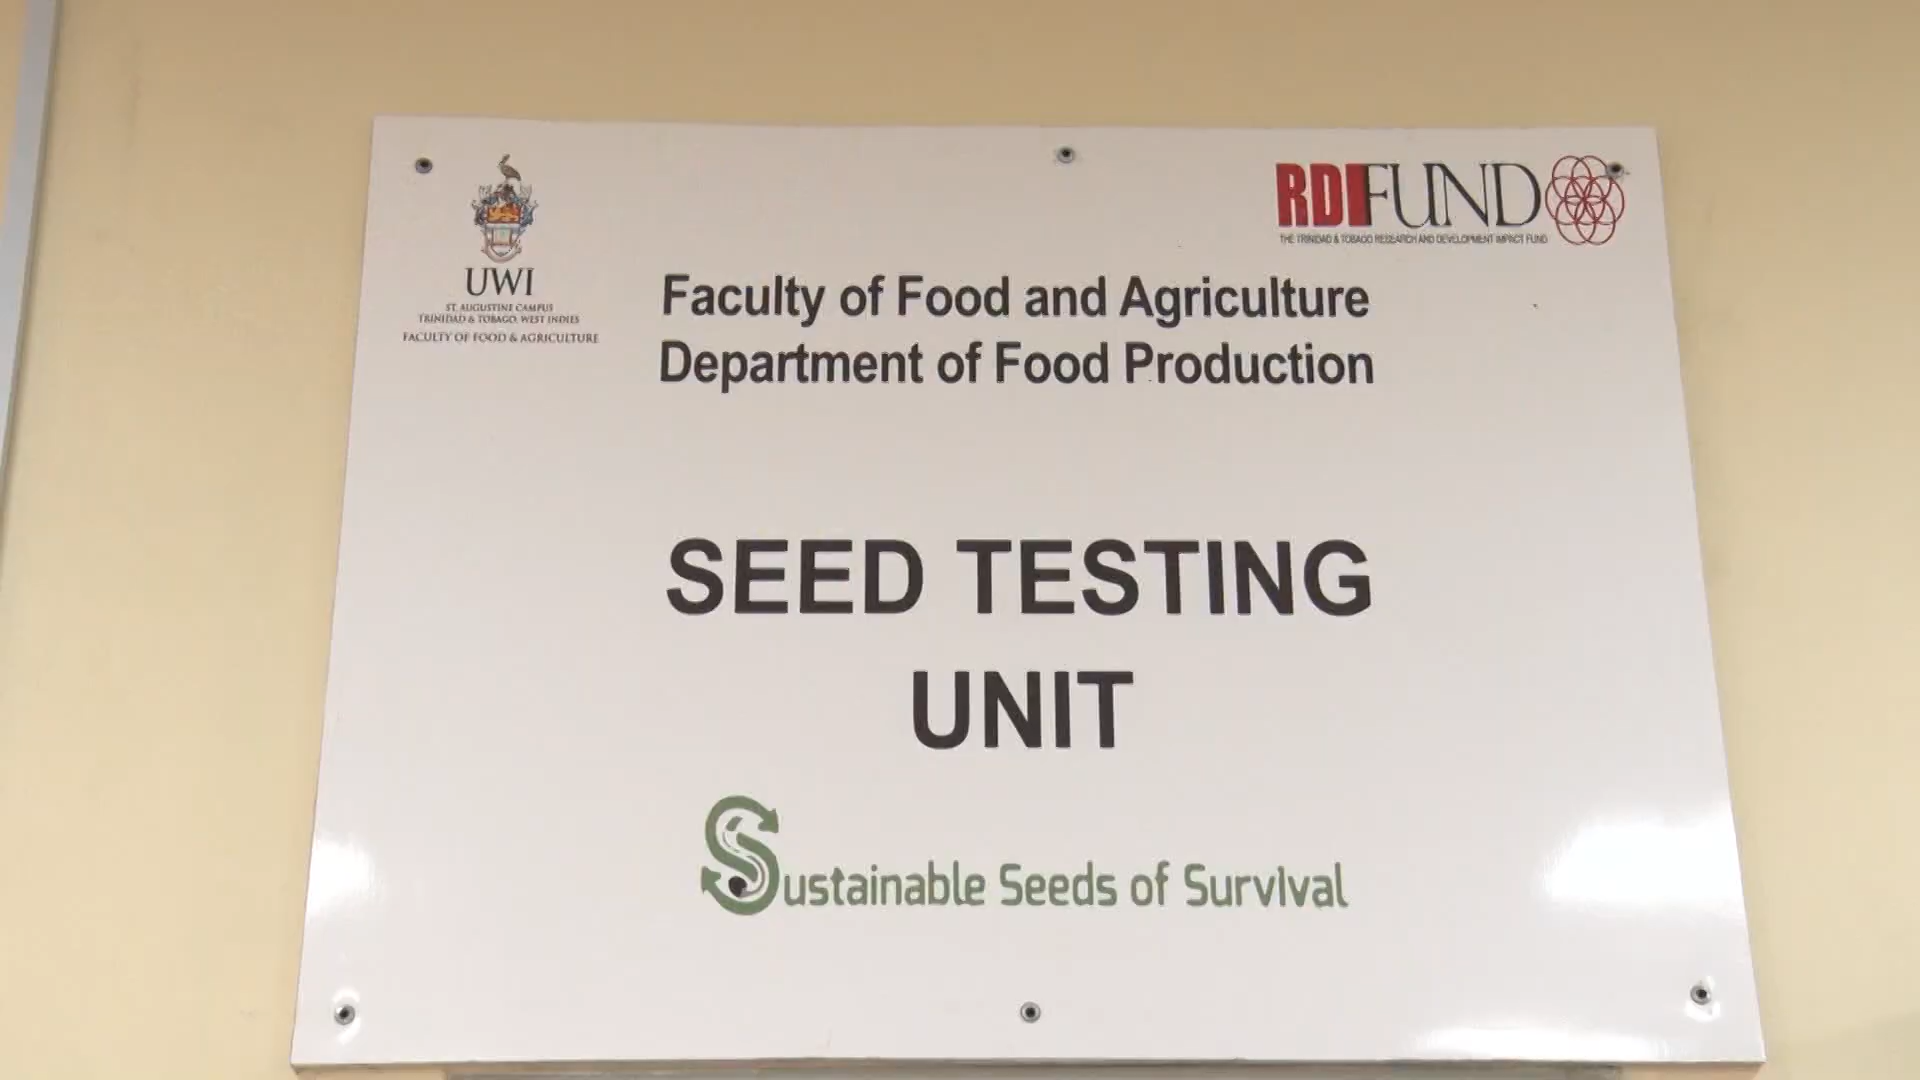 UWI
ST. AUGUSTINE CAMPUS
TRINIDAD & TOBAGO, WEST INDIES
FACULTY OF FOOD & AGRICULTURE
RDIFUND
THE TRINIDAD & TOBAGO RESEARCH AND DEVELOPMENT IMPACT FUND
Faculty of Food and Agriculture
Department of Food Production
SEED TESTING
UNIT
Sustainable Seeds of Survival